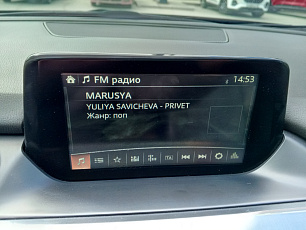 FM радио 14:53
MARUSYA
YULIYA SAVICHEVA - PRIVET
Жанр: поп